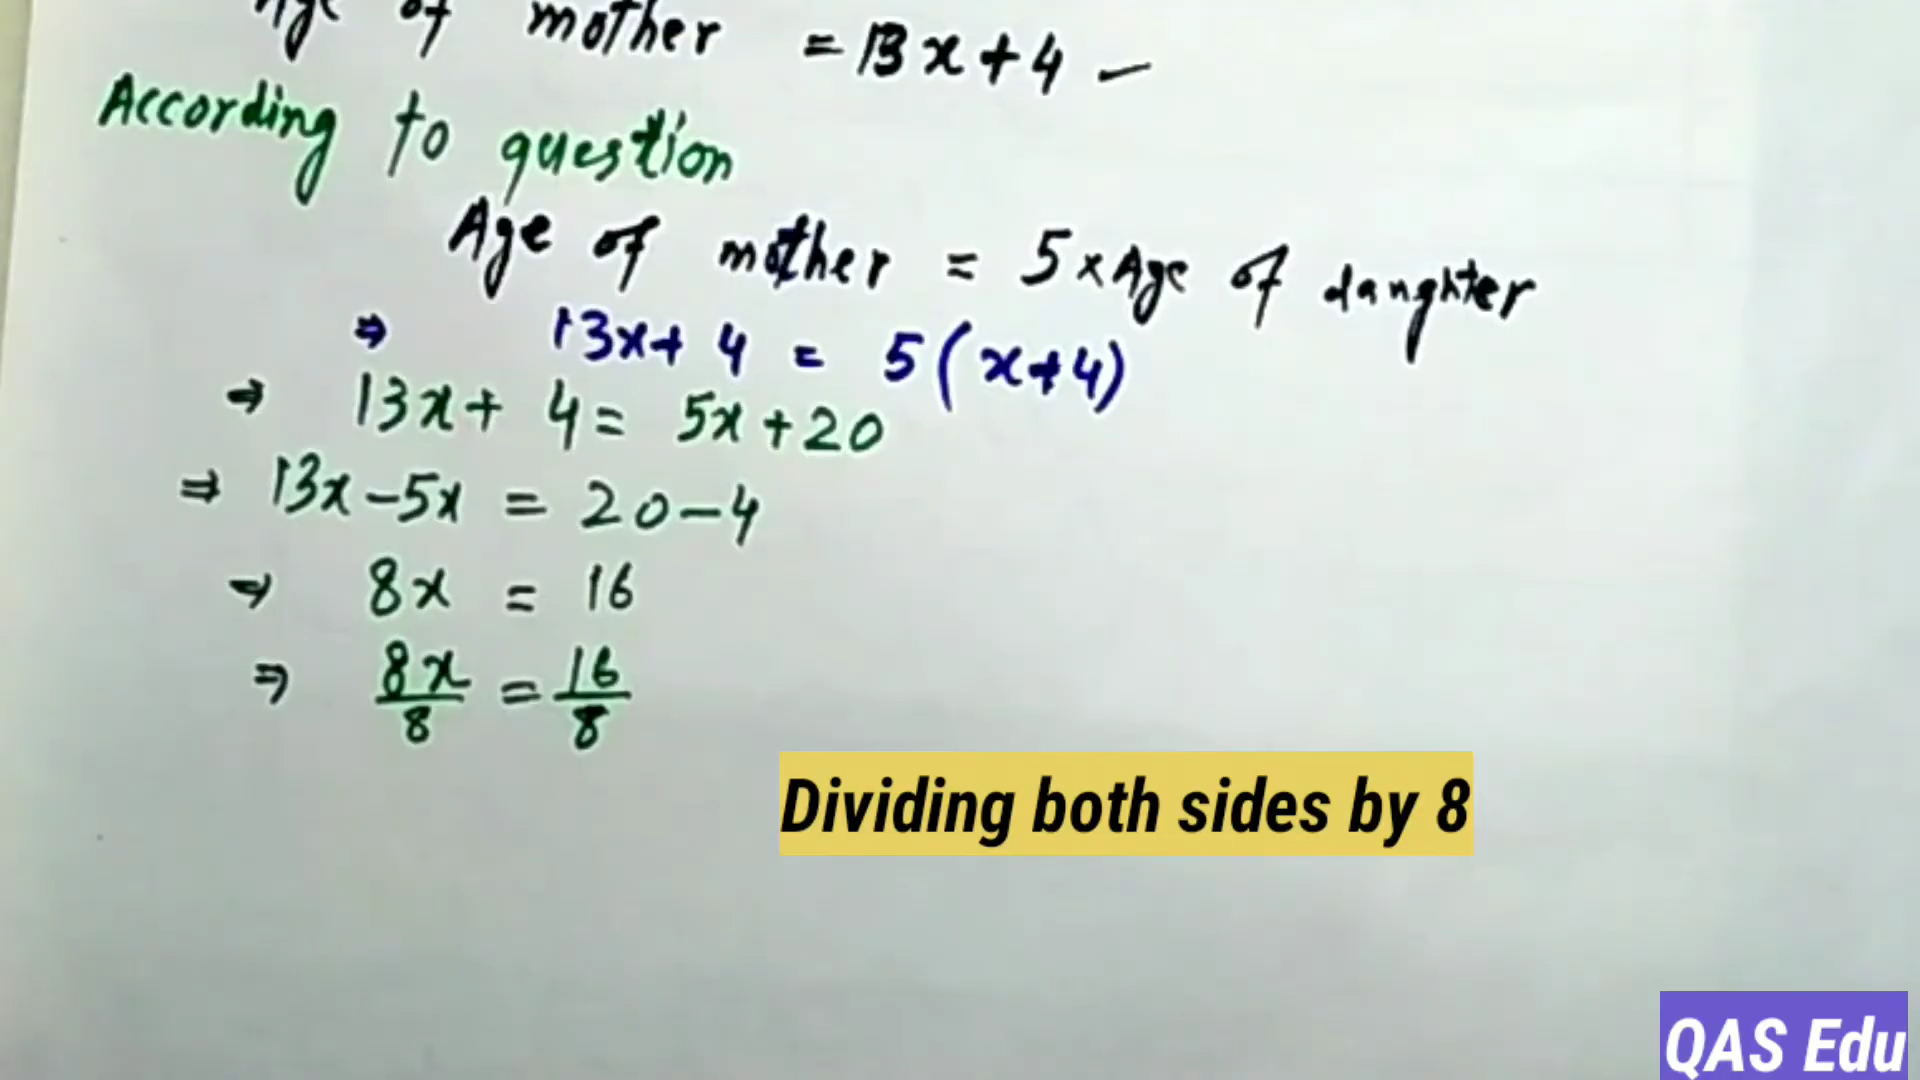 Age of mother = 13x+4 –
According to question
Age of mother = 5×Age of daughter
⇒ 13x+ 4 = 5(x+4)
⇒ 13x+ 4 = 5x+20
⇒ 13x-5x = 20-4
⇒ 8x = 16
⇒ 8x/8 = 16/8
Dividing both sides by 8
QAS Edu